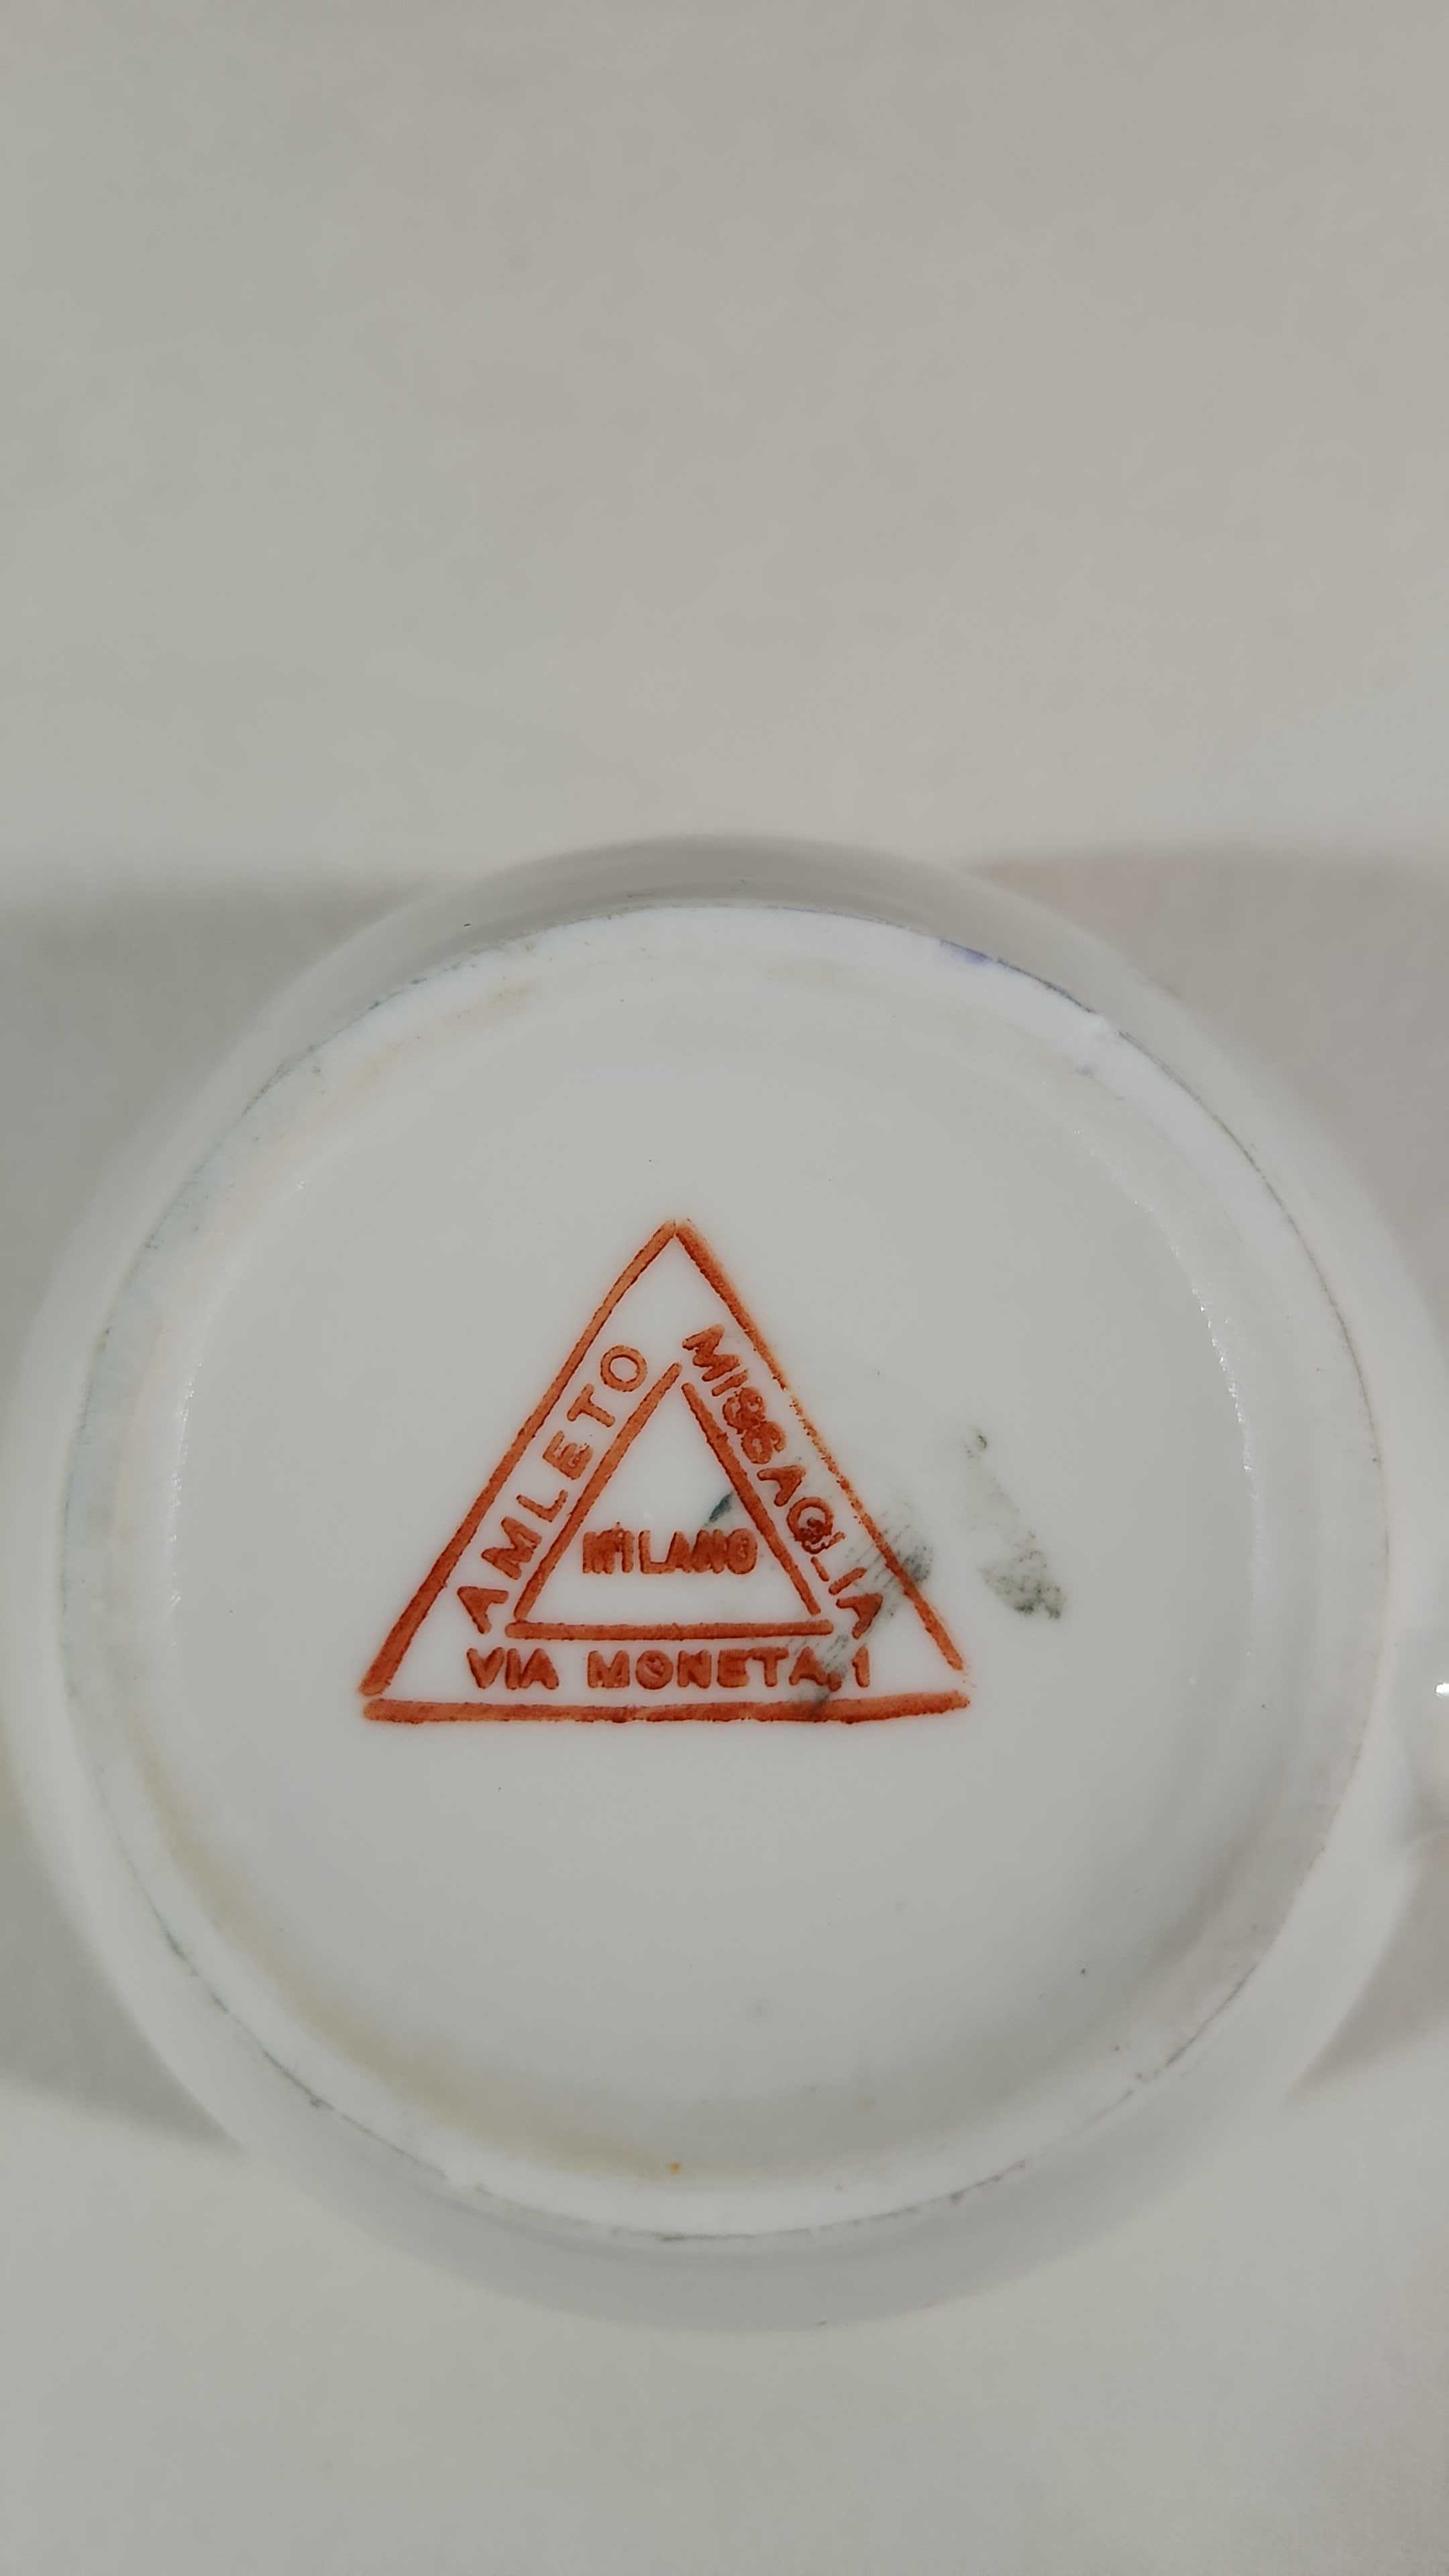 AMLETO
MISSAGLIA
MILANO
VIA MONETA, 1